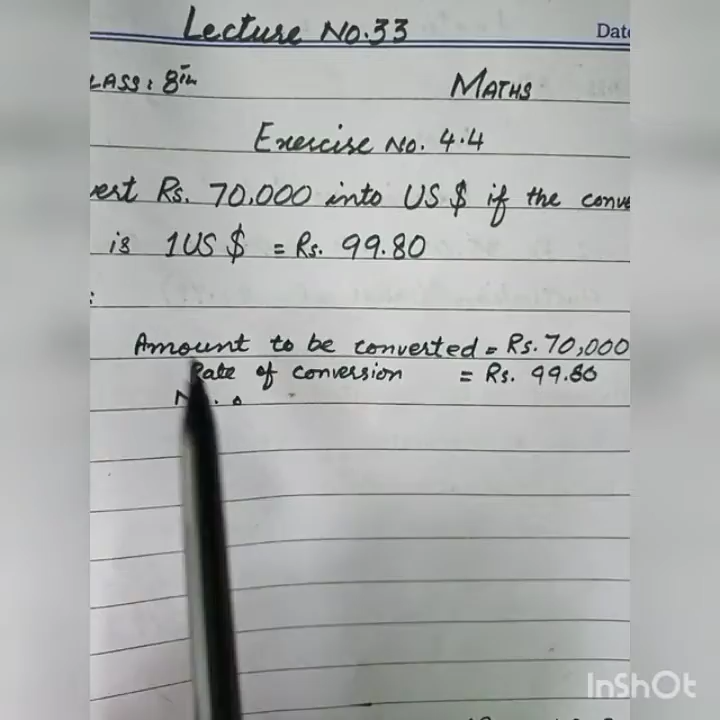 Lecture No.33
Date
LASS: 8th
MATHS
Exercise No. 4.4
ert Rs. 70,000 into US $ if the conve
is 1US $ = Rs. 99.80
:
Amount to be converted = Rs. 70,000
Rate of conversion = Rs. 99.80
InShOt